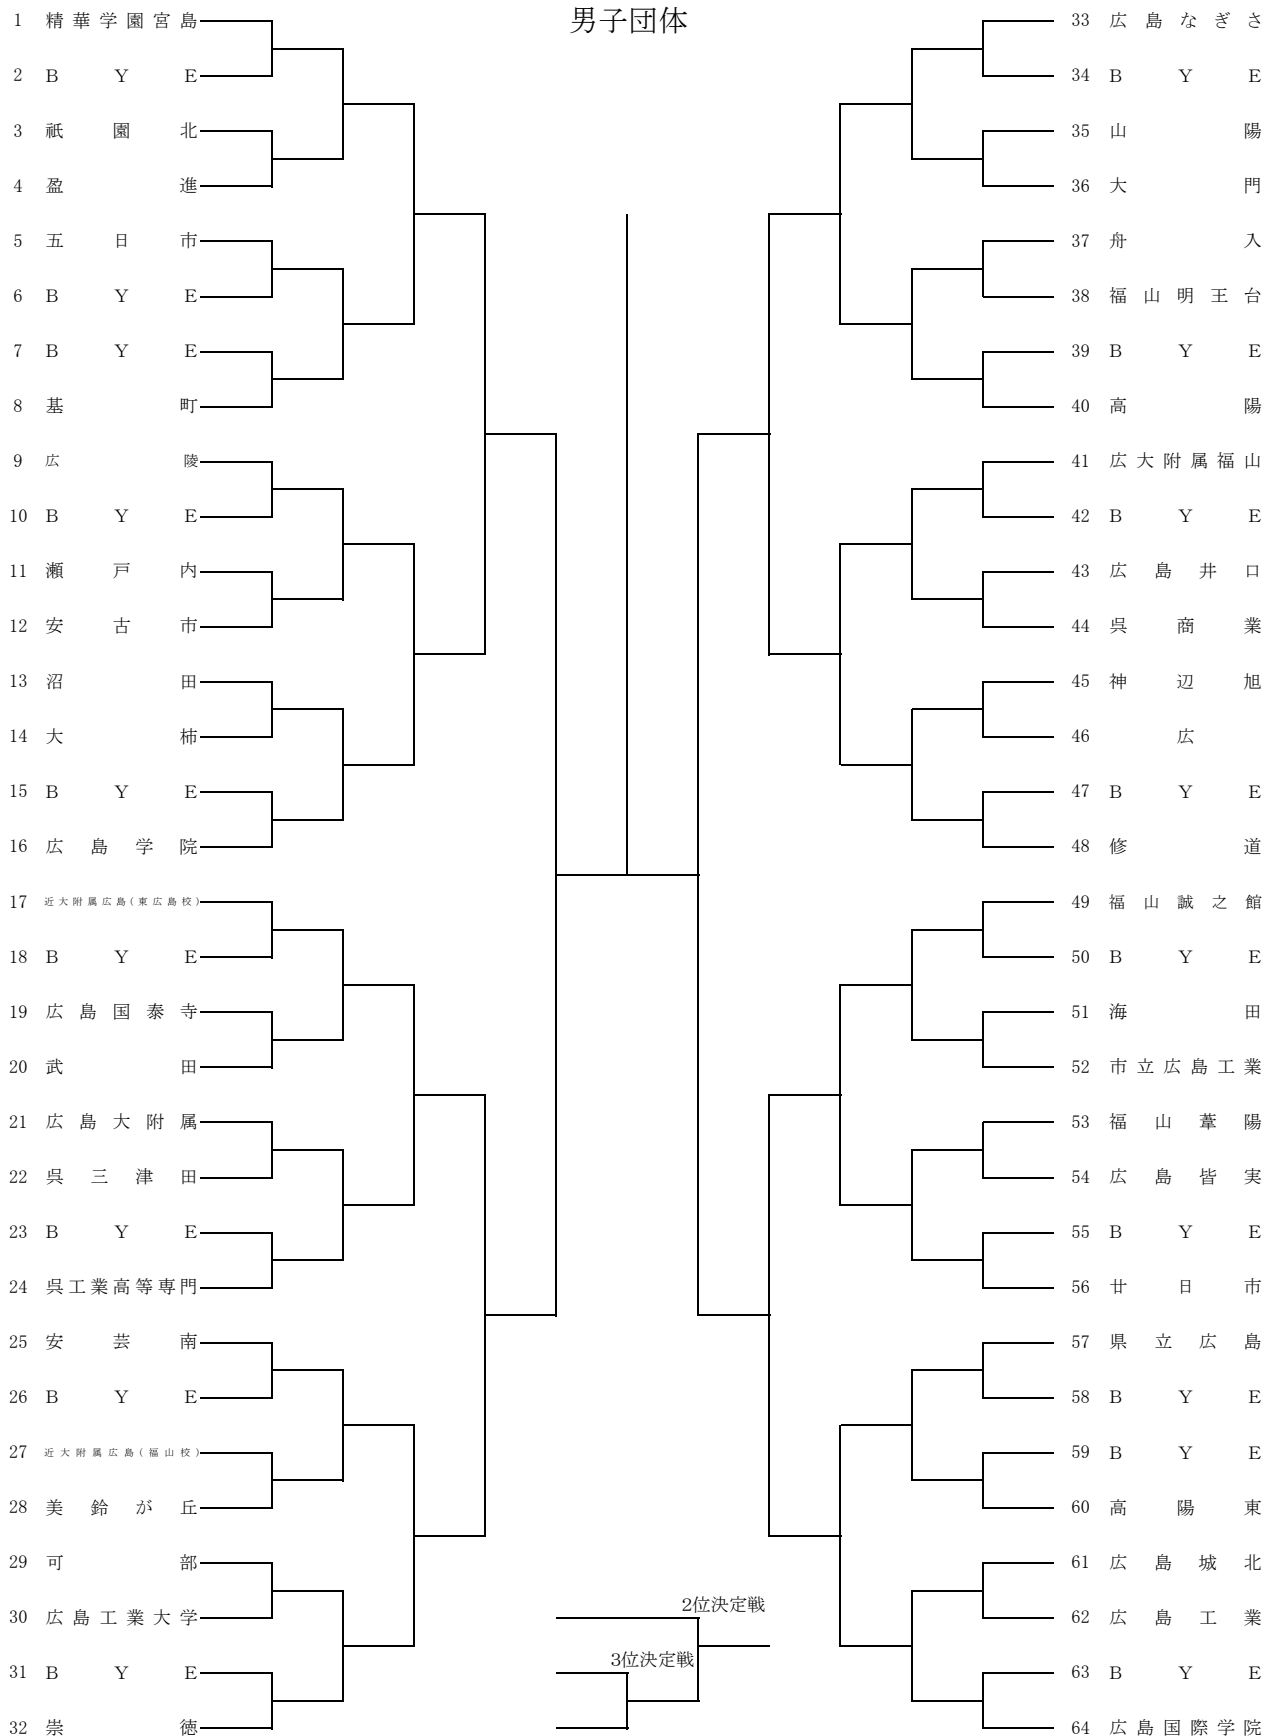 男子団体
1 精華学園宮島
2 BYE
3 祇園北
4 盈進
5 五日市
6 BYE
7 BYE
8 基町
9 広陵
10 BYE
11 瀬戸内
12 安古市
13 沼田
14 大柿
15 BYE
16 広島学院
17 近大附属広島(東広島校)
18 BYE
19 広島国泰寺
20 武田
21 広島大附属
22 呉三津田
23 BYE
24 呉工業高等専門
25 安芸南
26 BYE
27 近大附属広島(福山校)
28 美鈴が丘
29 可部
30 広島工業大学
31 BYE
32 崇徳
33 広島なぎさ
34 BYE
35 山陽
36 大門
37 舟入
38 福山明王台
39 BYE
40 高陽
41 広大附属福山
42 BYE
43 広島井口
44 呉商業
45 神辺旭
46 広
47 BYE
48 修道
49 福山誠之館
50 BYE
51 海田
52 市立広島工業
53 福山葦陽
54 広島皆実
55 BYE
56 廿日市
57 県立広島
58 BYE
59 BYE
60 高陽東
61 広島城北
62 広島工業
63 BYE
64 広島国際学院
2位決定戦
3位決定戦